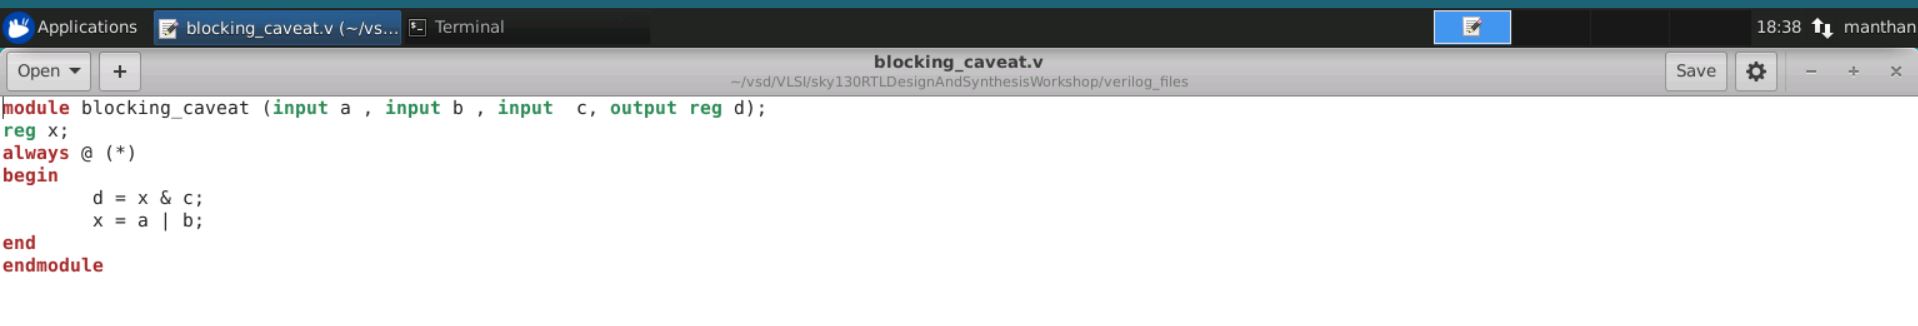 Applications blocking_caveat.v (~/vs... Terminal 18:38 manthan
Open + blocking_caveat.v Save
~/vsd/VLSI/sky130RTLDesignAndSynthesisWorkshop/verilog_files
module blocking_caveat (input a , input b , input  c, output reg d);
reg x;
always @ (*)
begin
        d = x & c;
        x = a | b;
end
endmodule